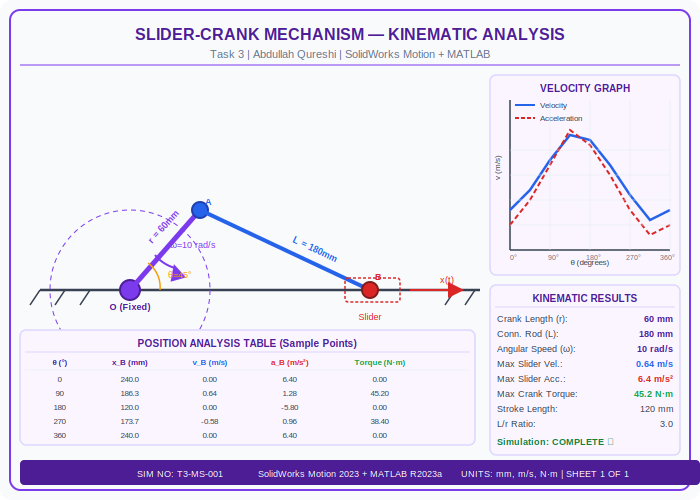 SLIDER-CRANK MECHANISM — KINEMATIC ANALYSIS
Task 3 | Abdullah Qureshi | SolidWorks Motion + MATLAB
VELOCITY GRAPH
Velocity
Acceleration
v (m/s)
0° 90° 180° 270° 360°
θ (degrees)
A
r = 60mm
ω=10 rad/s
L = 180mm
B
x(t)
O (Fixed)
Slider
POSITION ANALYSIS TABLE (Sample Points)
θ (°) x_B (mm) v_B (m/s) a_B (m/s²) Torque (N·m)
0 240.0 0.00 6.40 0.00
90 186.3 0.64 1.28 45.20
180 120.0 0.00 -5.80 0.00
270 173.7 -0.58 0.96 38.40
360 240.0 0.00 6.40 0.00
KINEMATIC RESULTS
Crank Length (r): 60 mm
Conn. Rod (L): 180 mm
Angular Speed (ω): 10 rad/s
Max Slider Vel.: 0.64 m/s
Max Slider Acc.: 6.4 m/s²
Max Crank Torque: 45.2 N·m
Stroke Length: 120 mm
L/r Ratio: 3.0
Simulation: COMPLETE
SIM NO: T3-MS-001 SolidWorks Motion 2023 + MATLAB R2023a UNITS: mm, m/s, N·m | SHEET 1 OF 1